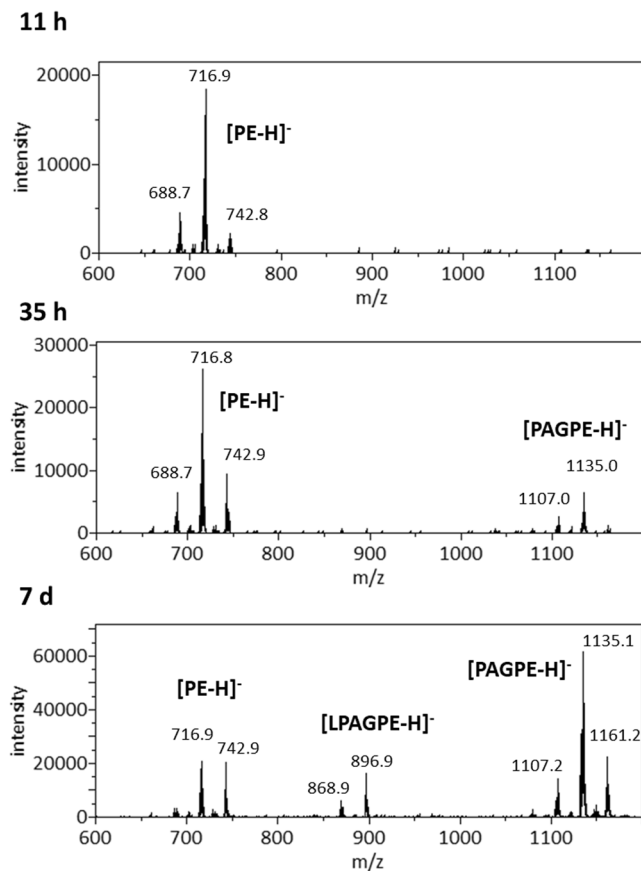 11 h
716.9
20000
[PE-H]⁻
intensity
10000
688.7
742.8
0
600 700 800 900 1000 1100
m/z
35 h
30000
716.8
[PE-H]⁻
20000
[PAGPE-H]⁻
intensity
1135.0
10000
688.7
742.9
1107.0
0
600 700 800 900 1000 1100
m/z
7 d
1135.1
60000
[PAGPE-H]⁻
[PE-H]⁻
[LPAGPE-H]⁻
intensity
40000
716.9 742.9
896.9
1161.2
20000
868.9
1107.2
0
600 700 800 900 1000 1100
m/z